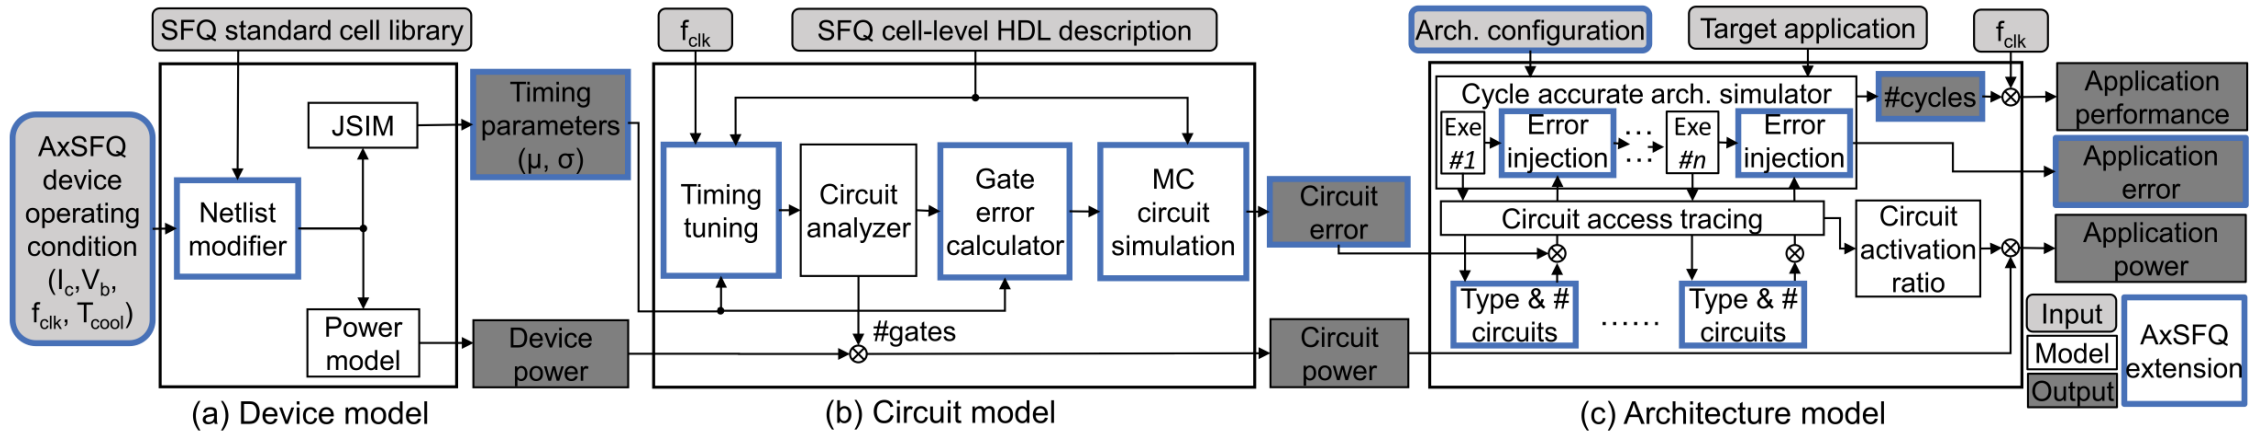 SFQ standard cell library
f_clk
SFQ cell-level HDL description
Arch. configuration
Target application
f_clk
AxSFQ
device
operating
condition
(I_c,V_b,
f_clk, T_cool)
Netlist
modifier
JSIM
Power
model
Timing
parameters
(μ, σ)
Device
power
Timing
tuning
Circuit
analyzer
#gates
Gate
error
calculator
MC
circuit
simulation
Circuit
error
Circuit
power
Cycle accurate arch. simulator
Exe
#1
Error
injection
...
...
Exe
#n
Error
injection
Circuit access tracing
Type & #
circuits
......
Type & #
circuits
Circuit
activation
ratio
#cycles
Application
performance
Application
error
Application
power
Input
Model
Output
AxSFQ
extension
(a) Device model
(b) Circuit model
(c) Architecture model